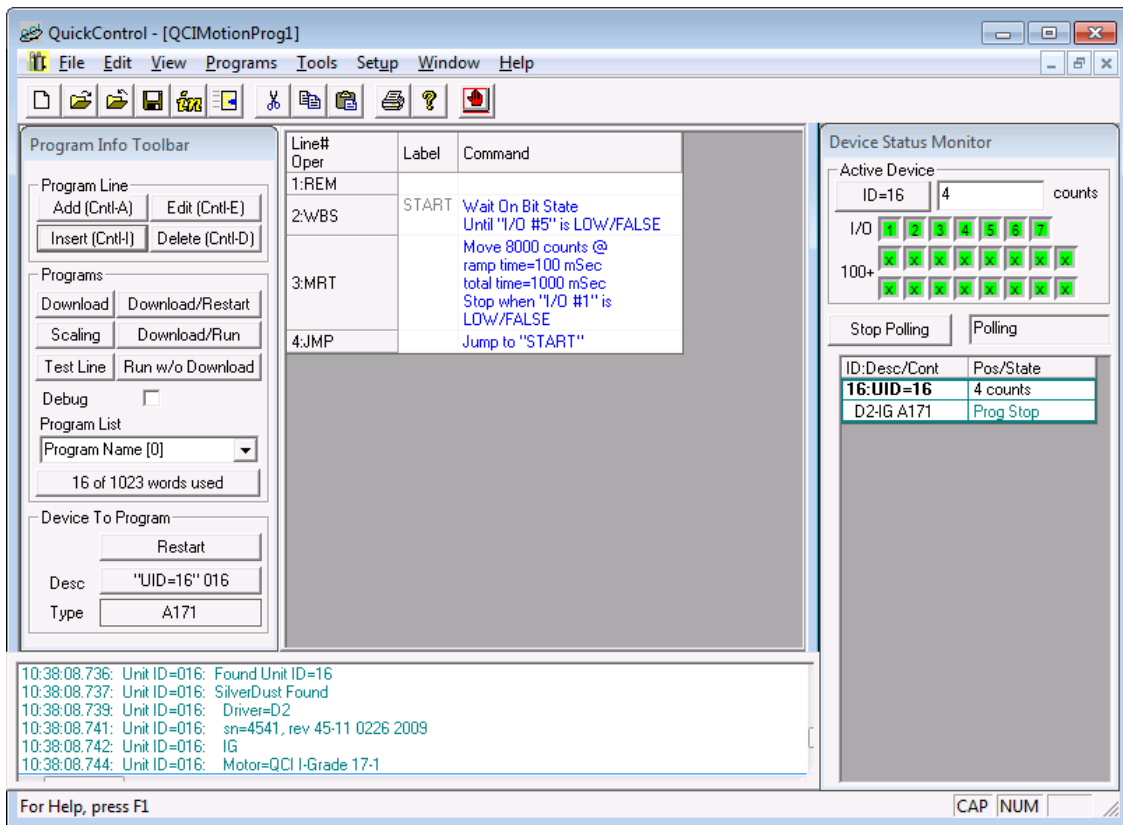 QuickControl - [QCIMotionProg1]
File Edit View Programs Tools Setup Window Help
Program Info Toolbar
Program Line
Add (Cntl-A) Edit (Cntl-E)
Insert (Cntl-I) Delete (Cntl-D)
Programs
Download Download/Restart
Scaling Download/Run
Test Line Run w/o Download
Debug
Program List
Program Name [0]
16 of 1023 words used
Device To Program
Restart
Desc "UID=16" 016
Type A171
Line# Label Command
Oper
1:REM
2:WBS START Wait On Bit State
Until "I/O #5" is LOW/FALSE
3:MRT Move 8000 counts @
ramp time=100 mSec
total time=1000 mSec
Stop when "I/O #1" is
LOW/FALSE
4:JMP Jump to "START"
Device Status Monitor
Active Device
ID=16 4 counts
I/O 1 2 3 4 5 6 7
100+ x x x x x x x x
x x x x x x x x
Stop Polling Polling
ID:Desc/Cont Pos/State
16:UID=16 4 counts
D2-IG A171 Prog Stop
10:38:08.736: Unit ID=016: Found Unit ID=16
10:38:08.737: Unit ID=016: SilverDust Found
10:38:08.739: Unit ID=016: Driver=D2
10:38:08.741: Unit ID=016: sn=4541, rev 45-11 0226 2009
10:38:08.742: Unit ID=016: IG
10:38:08.744: Unit ID=016: Motor=QCI I-Grade 17-1
For Help, press F1 CAP NUM